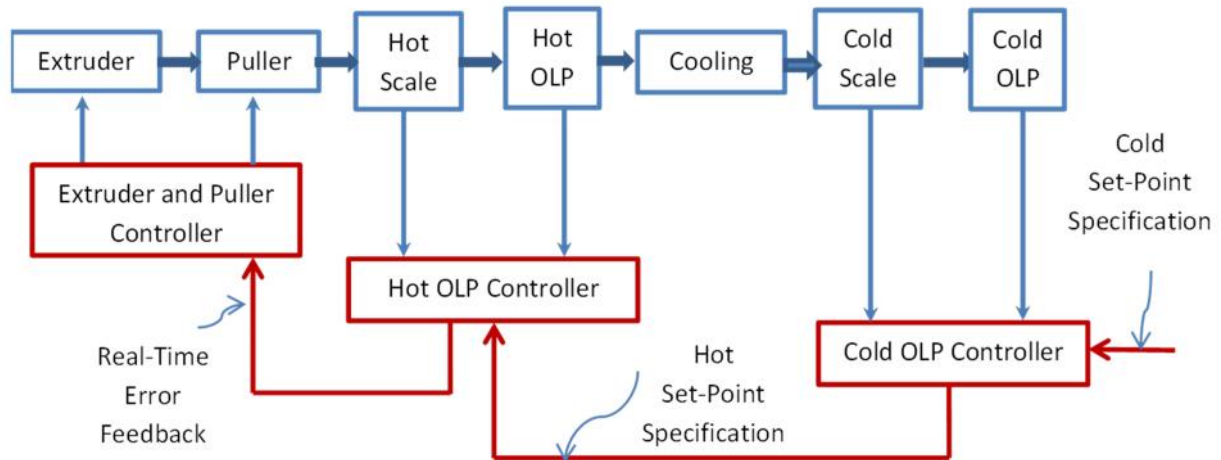 Extruder
Puller
Hot
Scale
Hot
OLP
Cooling
Cold
Scale
Cold
OLP
Extruder and Puller
Controller
Cold
Set-Point
Specification
Hot OLP Controller
Cold OLP Controller
Real-Time
Error
Feedback
Hot
Set-Point
Specification